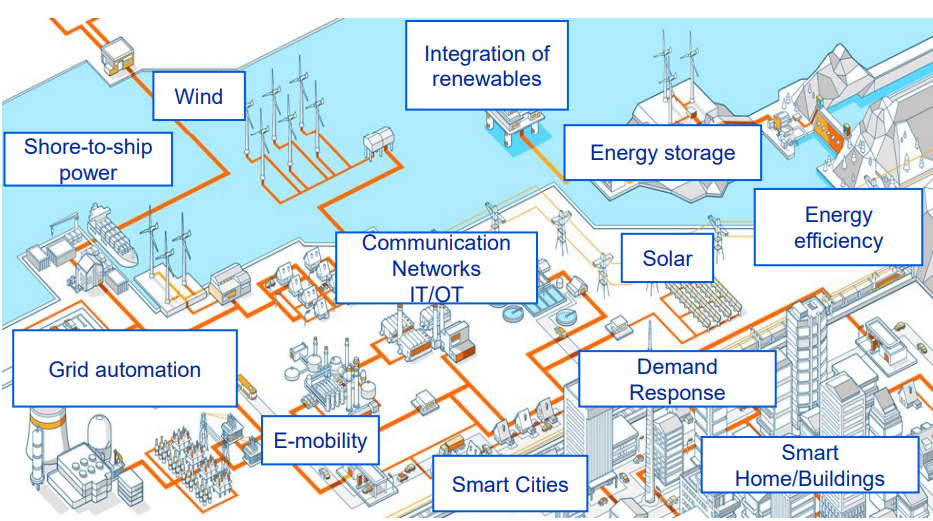 Integration of
renewables
Wind
Shore-to-ship
power
Energy storage
Energy
efficiency
Communication
Networks
IT/OT
Solar
Grid automation
Demand
Response
E-mobility
Smart
Home/Buildings
Smart Cities